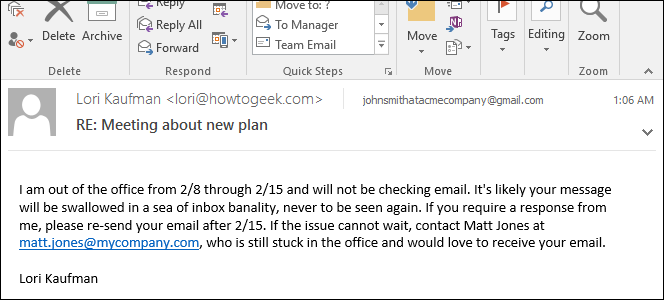 Reply
Move to: ?
Reply All
To Manager
Delete Archive
Forward
Team Email
Move
Tags
Editing
Zoom
Delete
Respond
Quick Steps
Move
Zoom
Lori Kaufman <lori@howtogeek.com>
johnsmithatacmecompany@gmail.com
1:06 AM
RE: Meeting about new plan
I am out of the office from 2/8 through 2/15 and will not be checking email. It's likely your message
will be swallowed in a sea of inbox banality, never to be seen again. If you require a response from
me, please re-send your email after 2/15. If the issue cannot wait, contact Matt Jones at
matt.jones@mycompany.com, who is still stuck in the office and would love to receive your email.
Lori Kaufman